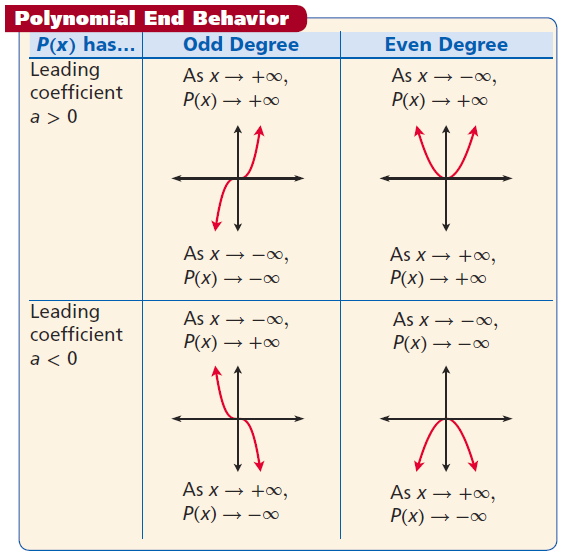 Polynomial End Behavior
P(x) has...
Odd Degree
Even Degree
Leading
coefficient
a > 0
As x → +∞,
P(x) → +∞
As x → −∞,
P(x) → −∞
As x → −∞,
P(x) → +∞
As x → +∞,
P(x) → +∞
Leading
coefficient
a < 0
As x → −∞,
P(x) → +∞
As x → +∞,
P(x) → −∞
As x → −∞,
P(x) → −∞
As x → +∞,
P(x) → −∞